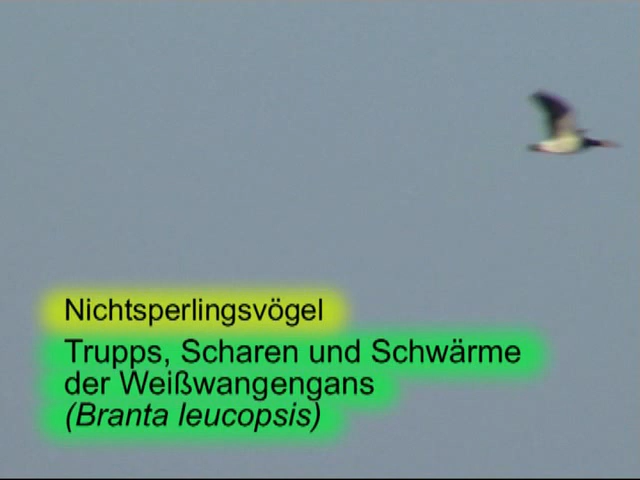 Nichtsperlingsvögel
Trupps, Scharen und Schwärme
der Weißwangengans
(Branta leucopsis)